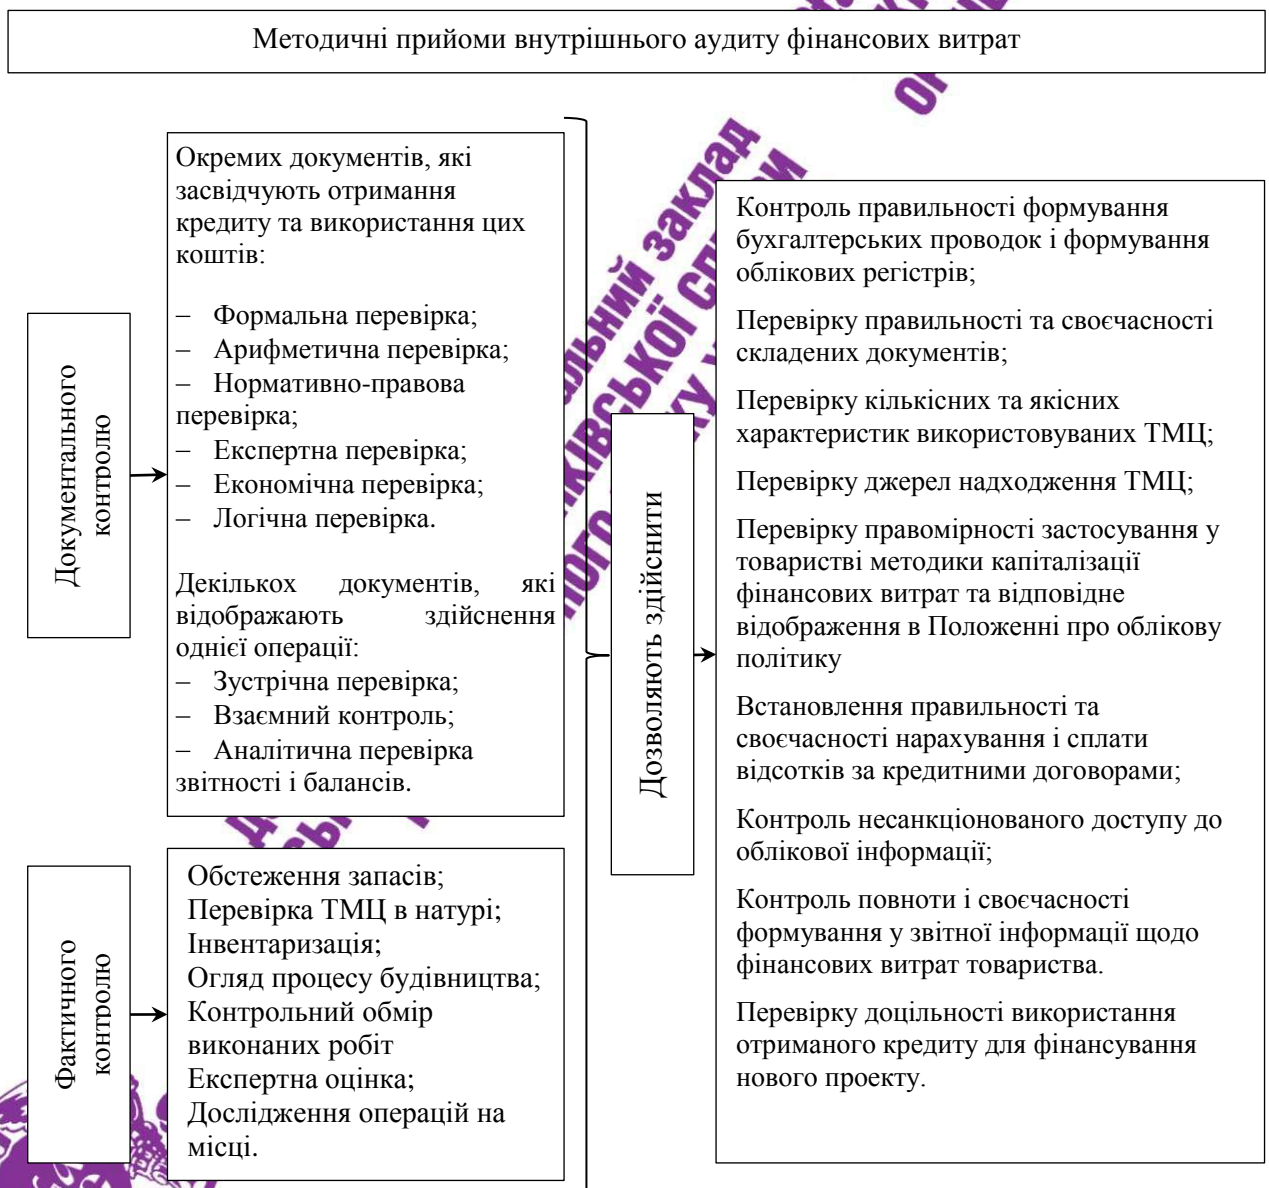 Методичні прийоми внутрішнього аудиту фінансових витрат
Документального
контролю
Окремих документів, які
засвідчують отримання
кредиту та використання цих
коштів:
– Формальна перевірка;
– Арифметична перевірка;
– Нормативно-правова
перевірка;
– Експертна перевірка;
– Економічна перевірка;
– Логічна перевірка.
Декількох документів, які
відображають здійснення
однієї операції:
– Зустрічна перевірка;
– Взаємний контроль;
– Аналітична перевірка
звітності і балансів.
Фактичного
контролю
Обстеження запасів;
Перевірка ТМЦ в натурі;
Інвентаризація;
Огляд процесу будівництва;
Контрольний обмір
виконаних робіт
Експертна оцінка;
Дослідження операцій на
місці.
Дозволяють здійснити
Контроль правильності формування
бухгалтерських проводок і формування
облікових регістрів;
Перевірку правильності та своєчасності
складених документів;
Перевірку кількісних та якісних
характеристик використовуваних ТМЦ;
Перевірку джерел надходження ТМЦ;
Перевірку правомірності застосування у
товаристві методики капіталізації
фінансових витрат та відповідне
відображення в Положенні про облікову
політику
Встановлення правильності та
своєчасності нарахування і сплати
відсотків за кредитними договорами;
Контроль несанкціонованого доступу до
облікової інформації;
Контроль повноти і своєчасності
формування у звітної інформації щодо
фінансових витрат товариства.
Перевірку доцільності використання
отриманого кредиту для фінансування
нового проекту.
заклад